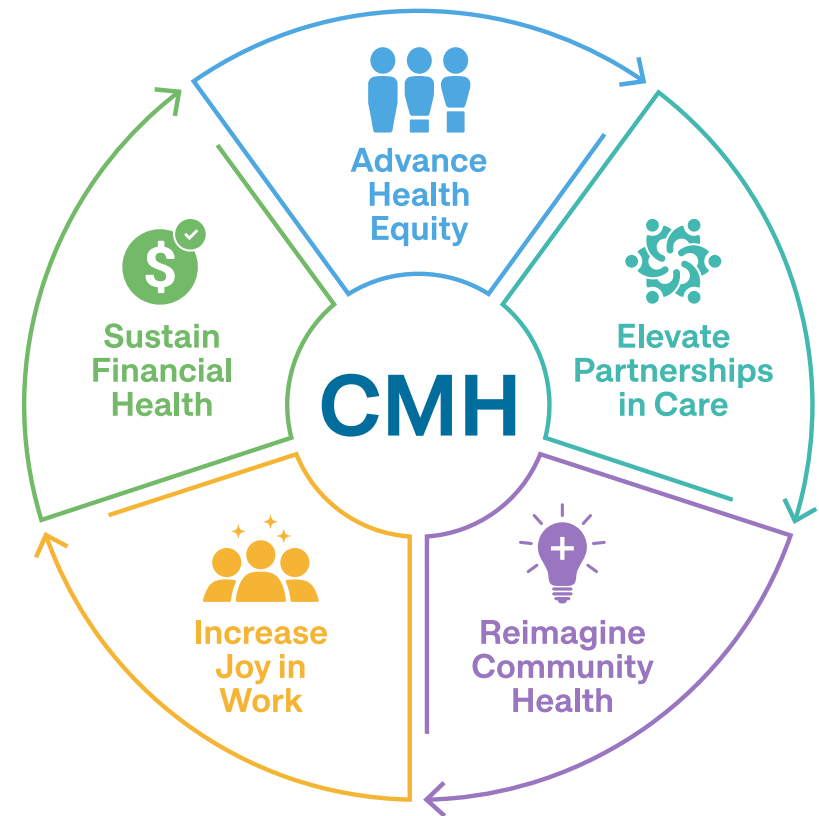 Advance
Health
Equity
Elevate
Partnerships
in Care
Reimagine
Community
Health
Increase
Joy in
Work
$
Sustain
Financial
Health
CMH